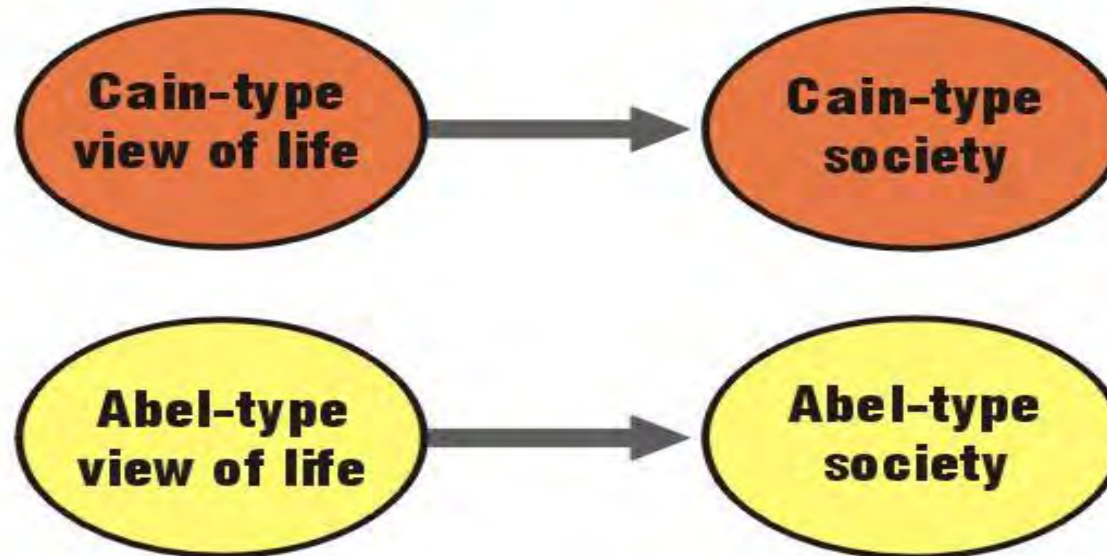 Cain-type
view of life
Cain-type
society
Abel-type
view of life
Abel-type
society